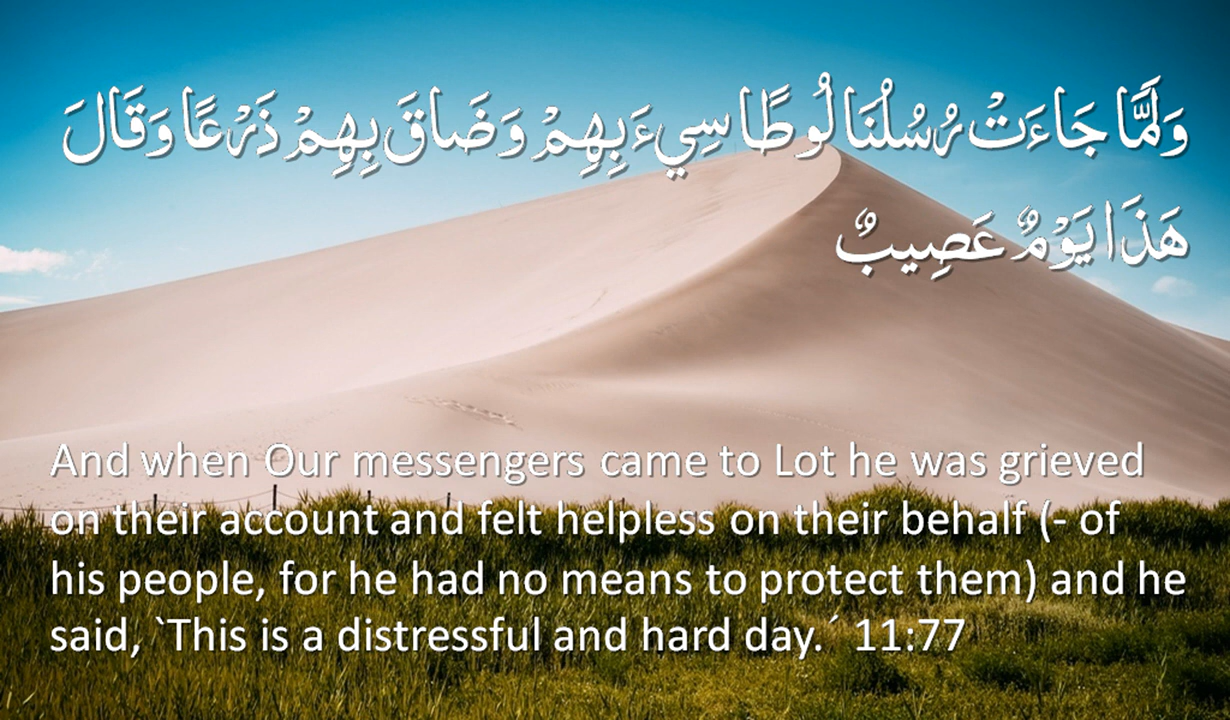 وَلَمَّا جَاءَتْ رُسُلُنَا لُوطًا سِيءَ بِهِمْ وَضَاقَ بِهِمْ ذَرْعًا وَقَالَ
هَذَا يَوْمٌ عَصِيبٌ
And when Our messengers came to Lot he was grieved
on their account and felt helpless on their behalf (- of
his people, for he had no means to protect them) and he
said, `This is a distressful and hard day.´ 11:77